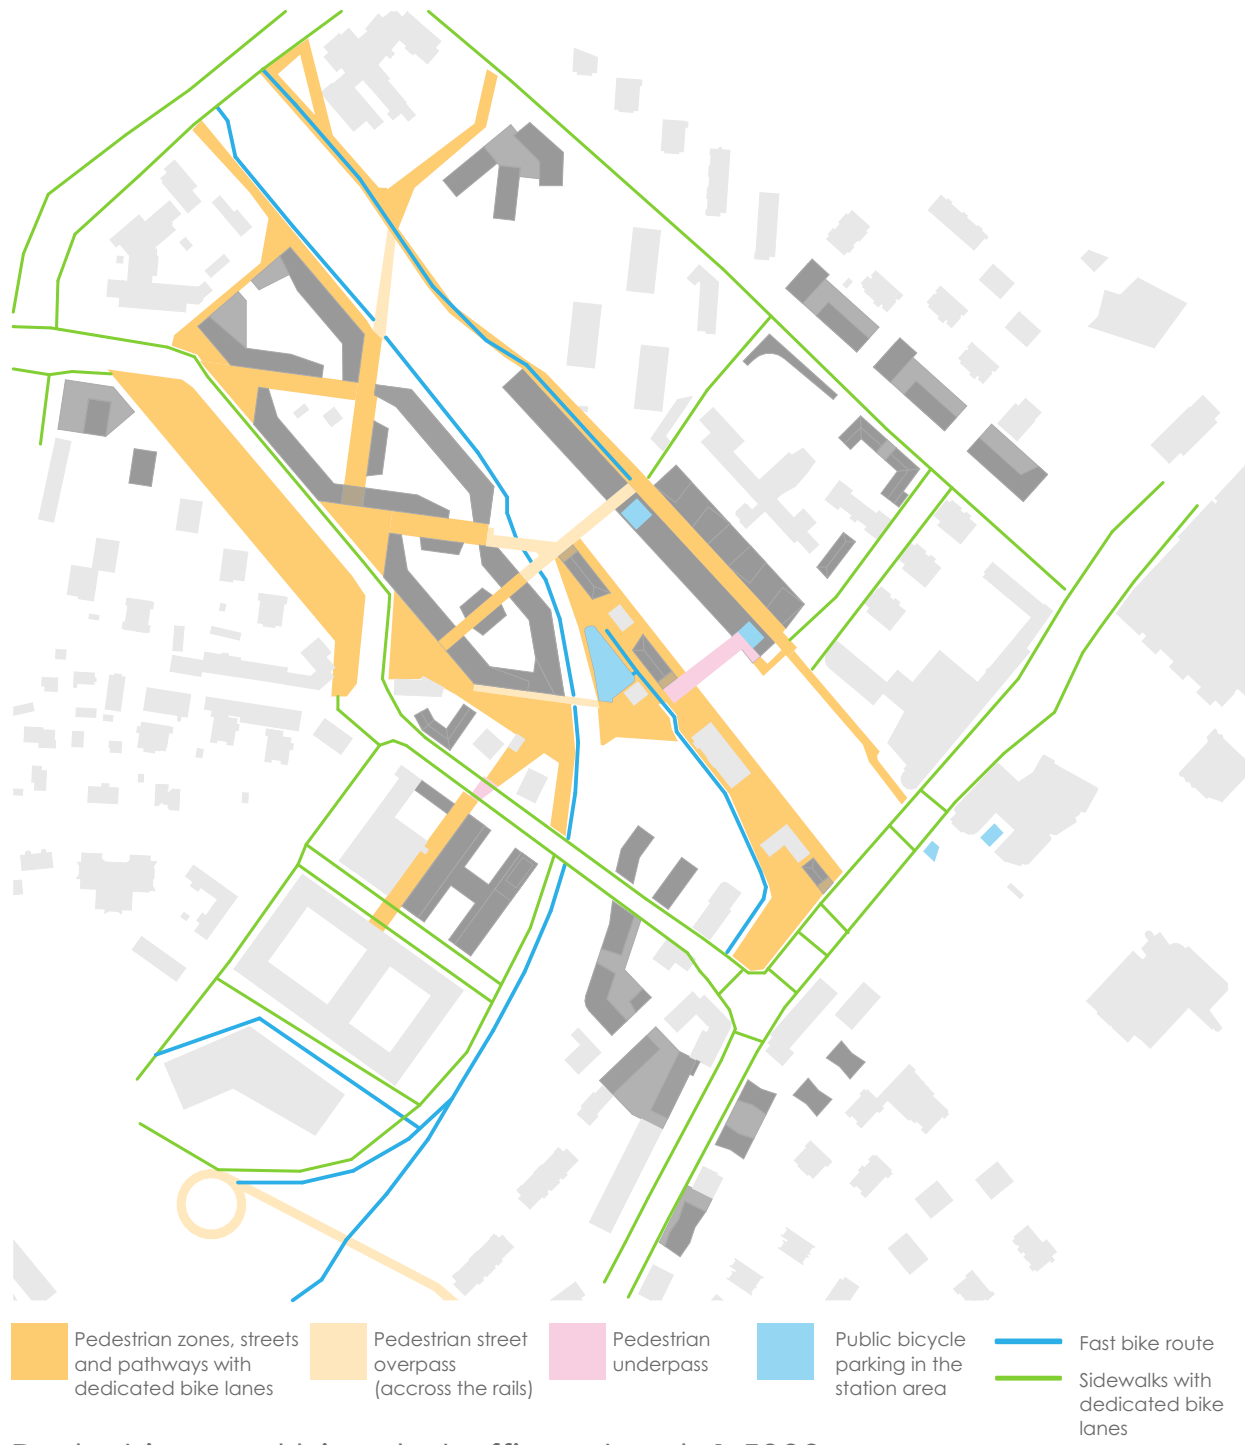 Pedestrian zones, streets
and pathways with
dedicated bike lanes
Pedestrian street
overpass
(accross the rails)
Pedestrian
underpass
Public bicycle
parking in the
station area
Fast bike route
Sidewalks with
dedicated bike
lanes